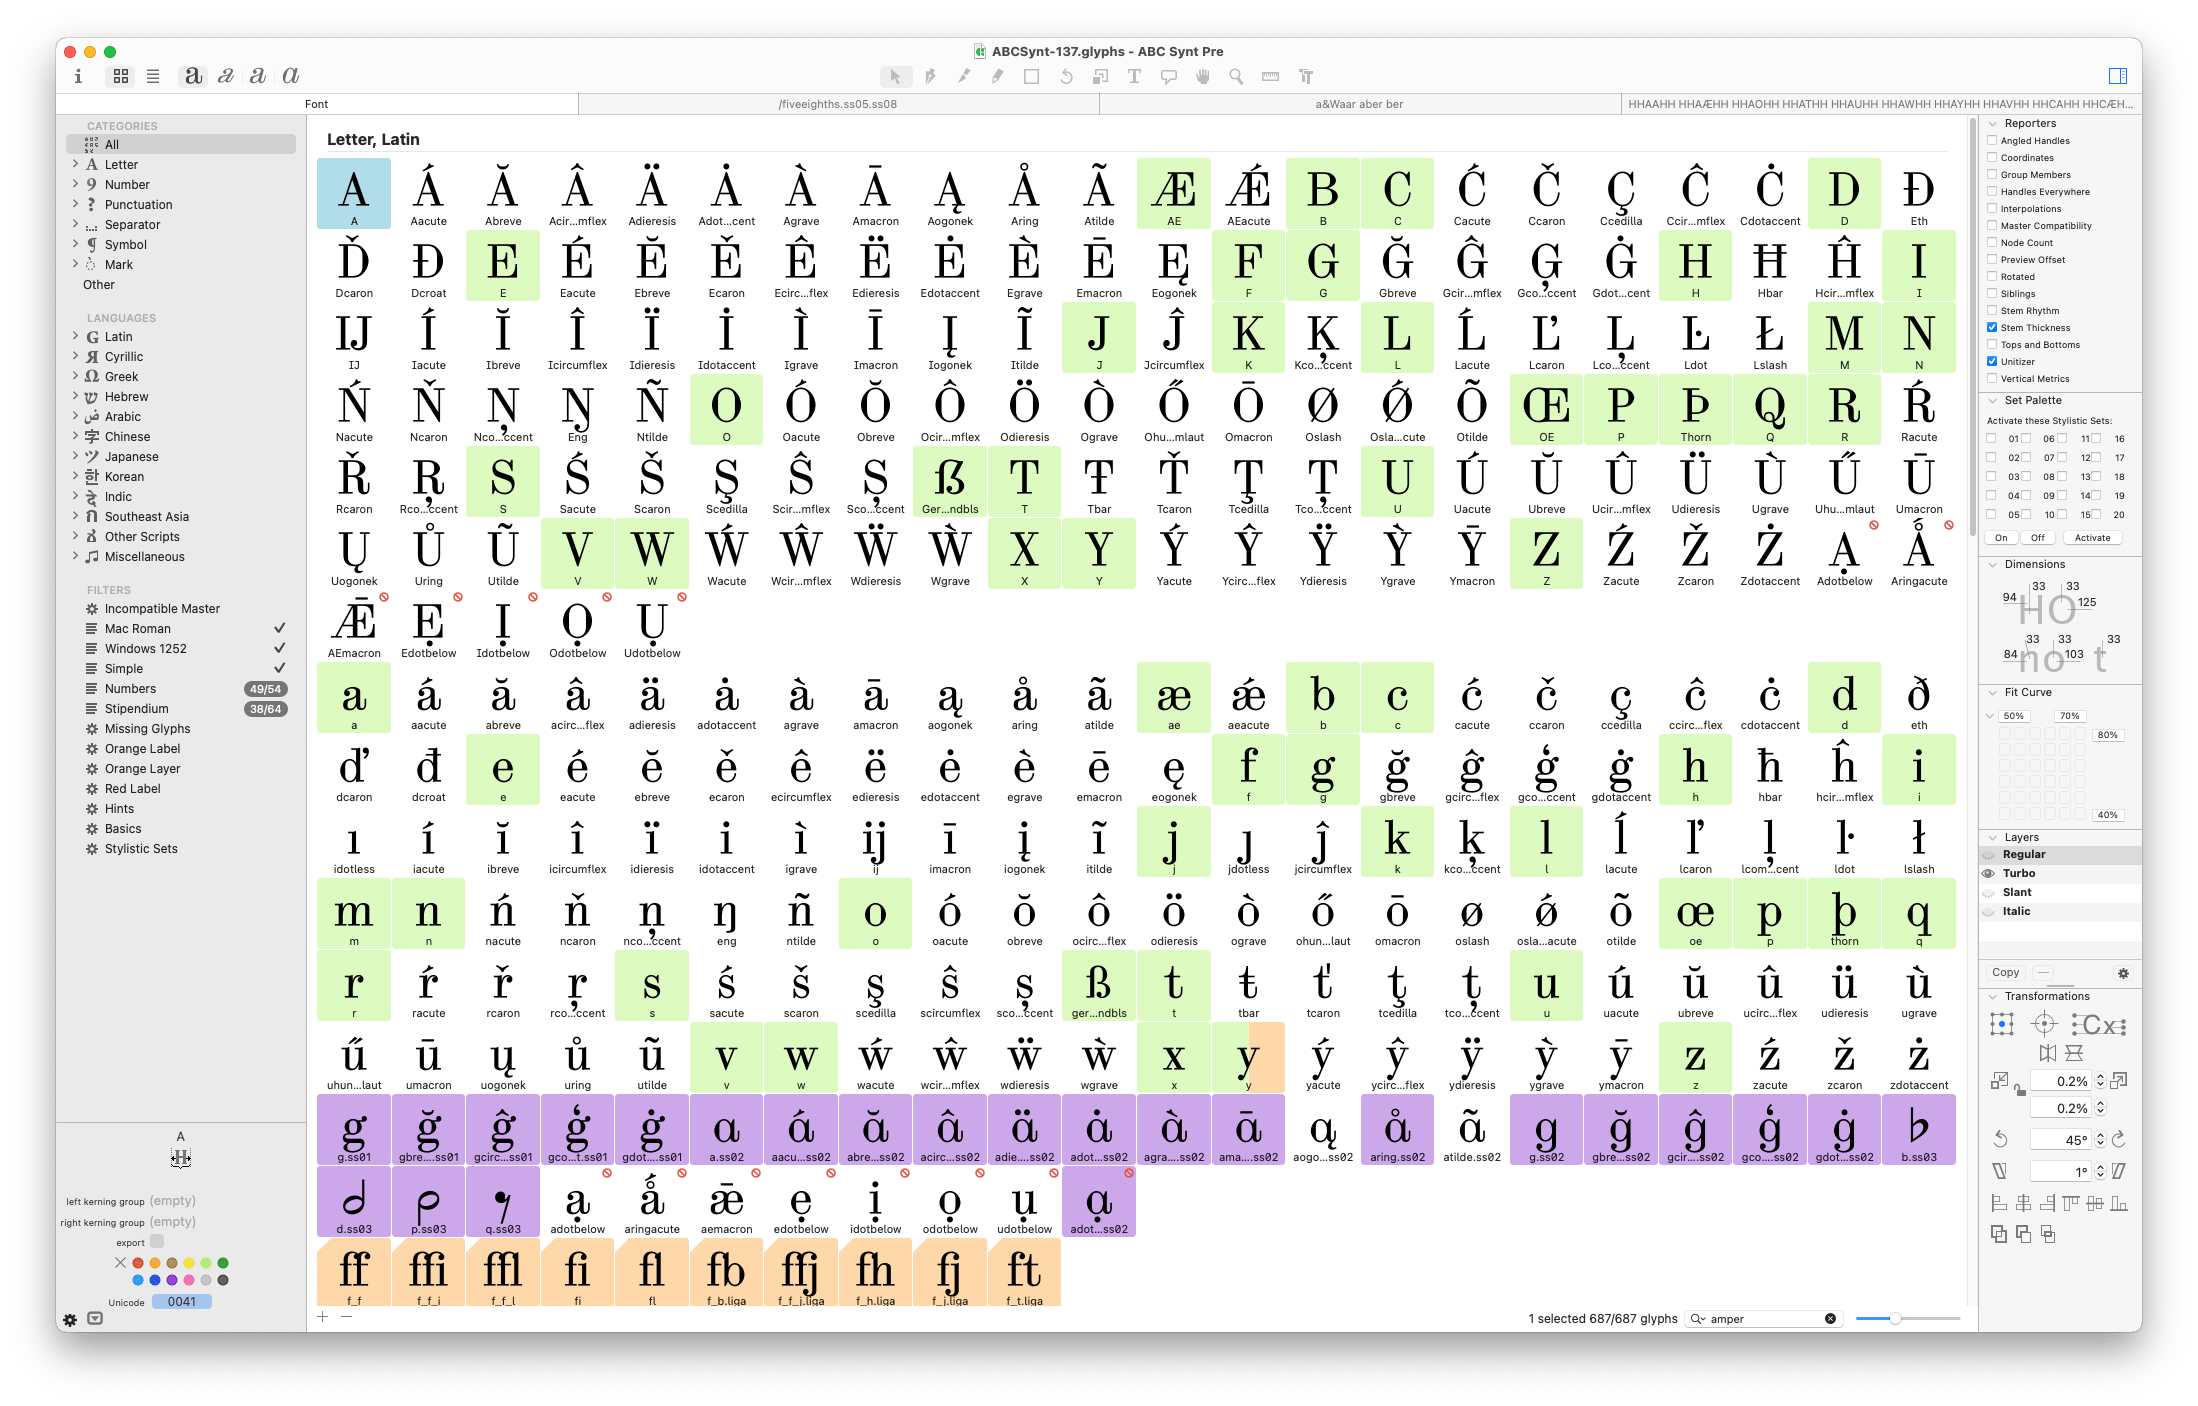 ABCSynt-137.glyphs - ABC Synt Pre
Font
/fiveeighths.ss05.ss08
a&Waar aber ber
HHAAHH HHAÆHH HHAOHH HHATHH HHAUHH HHAWHH HHAYHH HHAVHH HHCAHH HHCÆH...
CATEGORIES
All
Letter
Number
Punctuation
Separator
Symbol
Mark
Other
LANGUAGES
Latin
Cyrillic
Greek
Hebrew
Arabic
Chinese
Japanese
Korean
Indic
Southeast Asia
Other Scripts
Miscellaneous
FILTERS
Incompatible Master
Mac Roman
Windows 1252
Simple
Numbers 49/54
Stipendium 38/64
Missing Glyphs
Orange Label
Orange Layer
Red Label
Hints
Basics
Stylistic Sets
A
H
left kerning group (empty)
right kerning group (empty)
export
Unicode 0041
Letter, Latin
A Á Ă Â Ä Ȧ À Ā Ą Å Ã Æ Ǽ B C Ć Č Ç Ĉ Ċ D Ð
A Aacute Abreve Acir...mflex Adieresis Adot...cent Agrave Amacron Aogonek Aring Atilde AE AEacute B C Cacute Ccaron Ccedilla Ccir...mflex Cdotaccent D Eth
Ď Đ E É Ĕ Ě Ê Ë Ė È Ē Ę F G Ğ Ĝ Ģ Ġ H Ħ Ĥ I
Dcaron Dcroat E Eacute Ebreve Ecaron Ecirc...flex Edieresis Edotaccent Egrave Emacron Eogonek F G Gbreve Gcir...mflex Gco...ccent Gdot...cent H Hbar Hcir...mflex I
Ĳ Í Ĭ Î Ï İ Ì Ī Į Ĩ J Ĵ K Ķ L Ĺ Ľ Ļ Ŀ Ł M N
IJ Iacute Ibreve Icircumflex Idieresis Idotaccent Igrave Imacron Iogonek Itilde J Jcircumflex K Kco...ccent L Lacute Lcaron Lco...ccent Ldot Lslash M N
Ń Ň Ņ Ŋ Ñ O Ó Ŏ Ô Ö Ò Ő Ō Ø Ǿ Õ Œ P Þ Q R Ŕ
Nacute Ncaron Nco...ccent Eng Ntilde O Oacute Obreve Ocir...mflex Odieresis Ograve Ohu...mlaut Omacron Oslash Osla...cute Otilde OE P Thorn Q R Racute
Ř Ŗ S Ś Š Ş Ŝ Ș ẞ T Ŧ Ť Ţ Ț U Ú Ŭ Û Ü Ù Ű Ū
Rcaron Rco...ccent S Sacute Scaron Scedilla Scir...mflex Sco...ccent Ger...ndbls T Tbar Tcaron Tcedilla Tco...ccent U Uacute Ubreve Ucir...mflex Udieresis Ugrave Uhu...mlaut Umacron
Ų Ů Ũ V W Ẃ Ŵ Ẅ Ẁ X Y Ý Ŷ Ÿ Ỳ Ȳ Z Ź Ž Ż Ạ Ǻ
Uogonek Uring Utilde V W Wacute Wcir...mflex Wdieresis Wgrave X Y Yacute Ycirc...flex Ydieresis Ygrave Ymacron Z Zacute Zcaron Zdotaccent Adotbelow Aringacute
Ǣ Ẹ Ị Ọ Ụ
AEmacron Edotbelow Idotbelow Odotbelow Udotbelow
a á ă â ä ȧ à ā ą å ã æ ǽ b c ć č ç ĉ ċ d ð
a aacute abreve acirc...flex adieresis adotaccent agrave amacron aogonek aring atilde ae aeacute b c cacute ccaron ccedilla ccirc...flex cdotaccent d eth
ď đ e é ĕ ě ê ë ė è ē ę f g ğ ĝ ģ ġ h ħ ĥ i
dcaron dcroat e eacute ebreve ecaron ecircumflex edieresis edotaccent egrave emacron eogonek f g gbreve gcirc...flex gco...ccent gdotaccent h hbar hcir...mflex i
ı í ĭ î ï i ì ĳ ī į ĩ j ȷ ĵ k ķ l ĺ ľ ļ ŀ ł
idotless iacute ibreve icircumflex idieresis idotaccent igrave ij imacron iogonek itilde j jdotless jcircumflex k kco...ccent l lacute lcaron lcom...cent ldot lslash
m n ń ň ņ ŋ ñ o ó ŏ ô ö ò ő ō ø ǿ õ œ p þ q
m n nacute ncaron nco...ccent eng ntilde o oacute obreve ocirc...flex odieresis ograve ohun...laut omacron oslash osla...acute otilde oe p thorn q
r ŕ ř ŗ s ś š ş ŝ ș ß t ŧ ť ţ ț u ú ŭ û ü ù
r racute rcaron rco...ccent s sacute scaron scedilla scircumflex sco...ccent ger...ndbls t tbar tcaron tcedilla tco...ccent u uacute ubreve ucirc...flex udieresis ugrave
ű ū ų ů ũ v w ẃ ŵ ẅ ẁ x y ý ŷ ÿ ỳ ȳ z ź ž ż
uhun...laut umacron uogonek uring utilde v w wacute wcir...mflex wdieresis wgrave x y yacute ycirc...flex ydieresis ygrave ymacron z zacute zcaron zdotaccent
g ğ ĝ ģ ġ ɑ á ă â ä ȧ à ā ą å ã g ğ ĝ ģ ġ ♭
g.ss01 gbre....ss01 gcirc...ss01 gco...t.ss01 gdot....ss01 a.ss02 aacu...ss02 abre....ss02 acirc...ss02 adie....ss02 adot...ss02 agra....ss02 ama....ss02 aogo...ss02 aring.ss02 atilde.ss02 g.ss02 gbre....ss02 gcir....ss02 gco....ss02 gdot...ss02 b.ss03
ạ ǻ ǣ ẹ ị ọ ụ ạ
d.ss03 p.ss03 q.ss03 adotbelow aringacute aemacron edotbelow idotbelow odotbelow udotbelow adot...ss02
ff ffi ffl fi fl fb ffj fh fj ft
f_f f_f_i f_f_l fi fl f_b.liga f_f_j.liga f_h.liga f_j.liga f_t.liga
1 selected 687/687 glyphs
amper
Reporters
Angled Handles
Coordinates
Group Members
Handles Everywhere
Interpolations
Master Compatibility
Node Count
Preview Offset
Rotated
Siblings
Stem Rhythm
Stem Thickness
Tops and Bottoms
Unitizer
Vertical Metrics
Set Palette
Activate these Stylistic Sets:
01 06 11 16
02 07 12 17
03 08 13 18
04 09 14 19
05 10 15 20
On Off Activate
Dimensions
94 33 33 125
HO
84 33 33 103 33
no t
Fit Curve
50% 70%
80%
40%
Layers
Regular
Turbo
Slant
Italic
Copy
Transformations
Cx
0.2%
0.2%
45°
1°